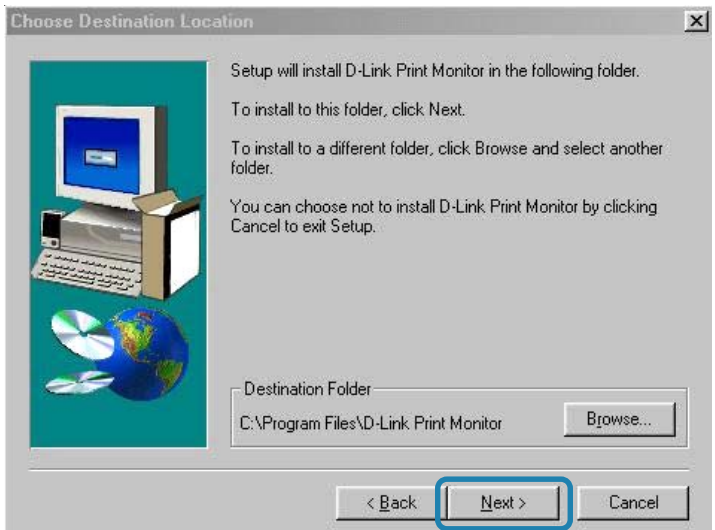 Choose Destination Location
Setup will install D-Link Print Monitor in the following folder.
To install to this folder, click Next.
To install to a different folder, click Browse and select another
folder.
You can choose not to install D-Link Print Monitor by clicking
Cancel to exit Setup.
Destination Folder
C:\Program Files\D-Link Print Monitor
Browse...
< Back
Next >
Cancel